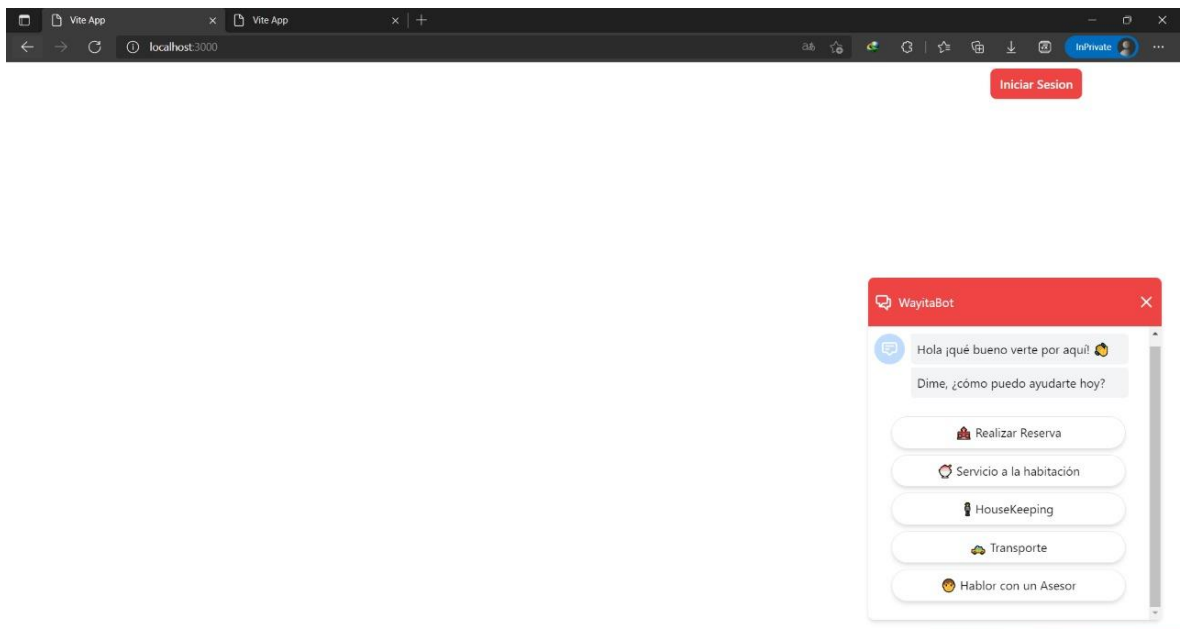 Vite App
Vite App
localhost:3000
InPrivate
Iniciar Sesion
WayitaBot
Hola ¡qué bueno verte por aquí!
Dime, ¿cómo puedo ayudarte hoy?
Realizar Reserva
Servicio a la habitación
HouseKeeping
Transporte
Hablor con un Asesor